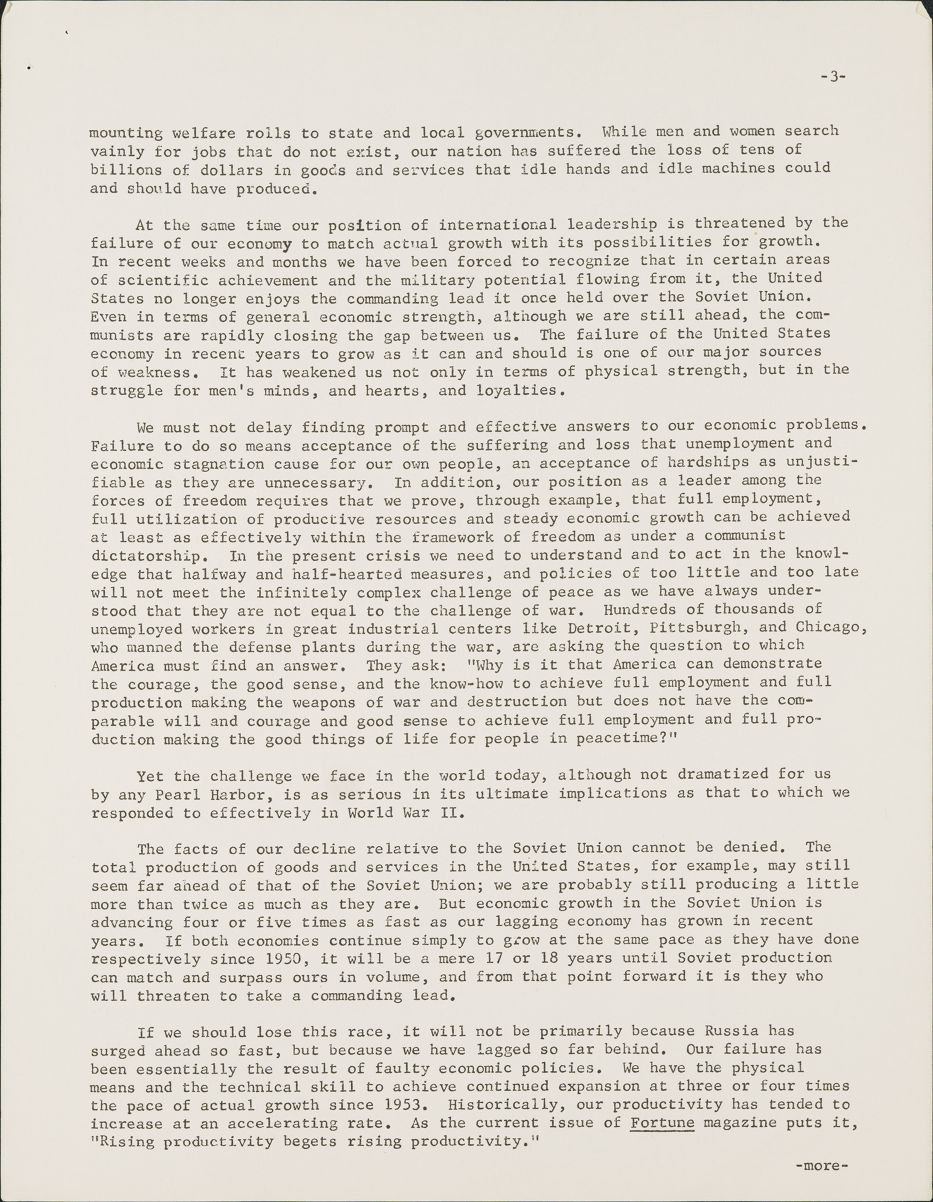 -3-
mounting welfare rolls to state and local governments. While men and women search
vainly for jobs that do not exist, our nation has suffered the loss of tens of
billions of dollars in goods and services that idle hands and idle machines could
and should have produced.
At the same time our position of international leadership is threatened by the
failure of our economy to match actual growth with its possibilities for growth.
In recent weeks and months we have been forced to recognize that in certain areas
of scientific achievement and the military potential flowing from it, the United
States no longer enjoys the commanding lead it once held over the Soviet Union.
Even in terms of general economic strength, although we are still ahead, the com-
munists are rapidly closing the gap between us. The failure of the United States
economy in recent years to grow as it can and should is one of our major sources
of weakness. It has weakened us not only in terms of physical strength, but in the
struggle for men's minds, and hearts, and loyalties.
We must not delay finding prompt and effective answers to our economic problems.
Failure to do so means acceptance of the suffering and loss that unemployment and
economic stagnation cause for our own people, an acceptance of hardships as unjusti-
fiable as they are unnecessary. In addition, our position as a leader among the
forces of freedom requires that we prove, through example, that full employment,
full utilization of productive resources and steady economic growth can be achieved
at least as effectively within the framework of freedom as under a communist
dictatorship. In the present crisis we need to understand and to act in the knowl-
edge that halfway and half-hearted measures, and policies of too little and too late
will not meet the infinitely complex challenge of peace as we have always under-
stood that they are not equal to the challenge of war. Hundreds of thousands of
unemployed workers in great industrial centers like Detroit, Pittsburgh, and Chicago,
who manned the defense plants during the war, are asking the question to which
America must find an answer. They ask: "Why is it that America can demonstrate
the courage, the good sense, and the know-how to achieve full employment and full
production making the weapons of war and destruction but does not have the com-
parable will and courage and good sense to achieve full employment and full pro-
duction making the good things of life for people in peacetime?"
Yet the challenge we face in the world today, although not dramatized for us
by any Pearl Harbor, is as serious in its ultimate implications as that to which we
responded to effectively in World War II.
The facts of our decline relative to the Soviet Union cannot be denied. The
total production of goods and services in the United States, for example, may still
seem far ahead of that of the Soviet Union; we are probably still producing a little
more than twice as much as they are. But economic growth in the Soviet Union is
advancing four or five times as fast as our lagging economy has grown in recent
years. If both economies continue simply to grow at the same pace as they have done
respectively since 1950, it will be a mere 17 or 18 years until Soviet production
can match and surpass ours in volume, and from that point forward it is they who
will threaten to take a commanding lead.
If we should lose this race, it will not be primarily because Russia has
surged ahead so fast, but because we have lagged so far behind. Our failure has
been essentially the result of faulty economic policies. We have the physical
means and the technical skill to achieve continued expansion at three or four times
the pace of actual growth since 1953. Historically, our productivity has tended to
increase at an accelerating rate. As the current issue of Fortune magazine puts it,
"Rising productivity begets rising productivity."
-more-